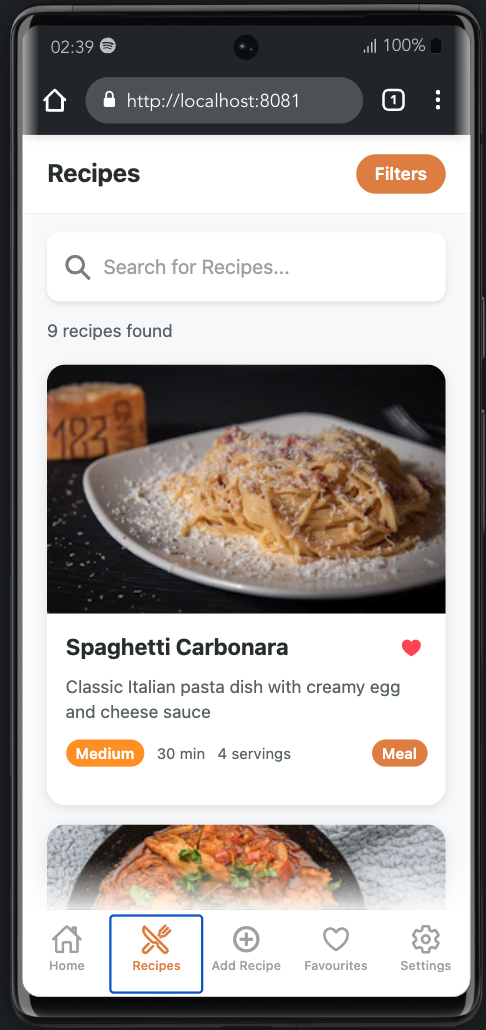 02:39
100%
http://localhost:8081
1
Recipes
Filters
Search for Recipes...
9 recipes found
183
Spaghetti Carbonara
Classic Italian pasta dish with creamy egg
and cheese sauce
Medium 30 min 4 servings Meal
Home Recipes Add Recipe Favourites Settings